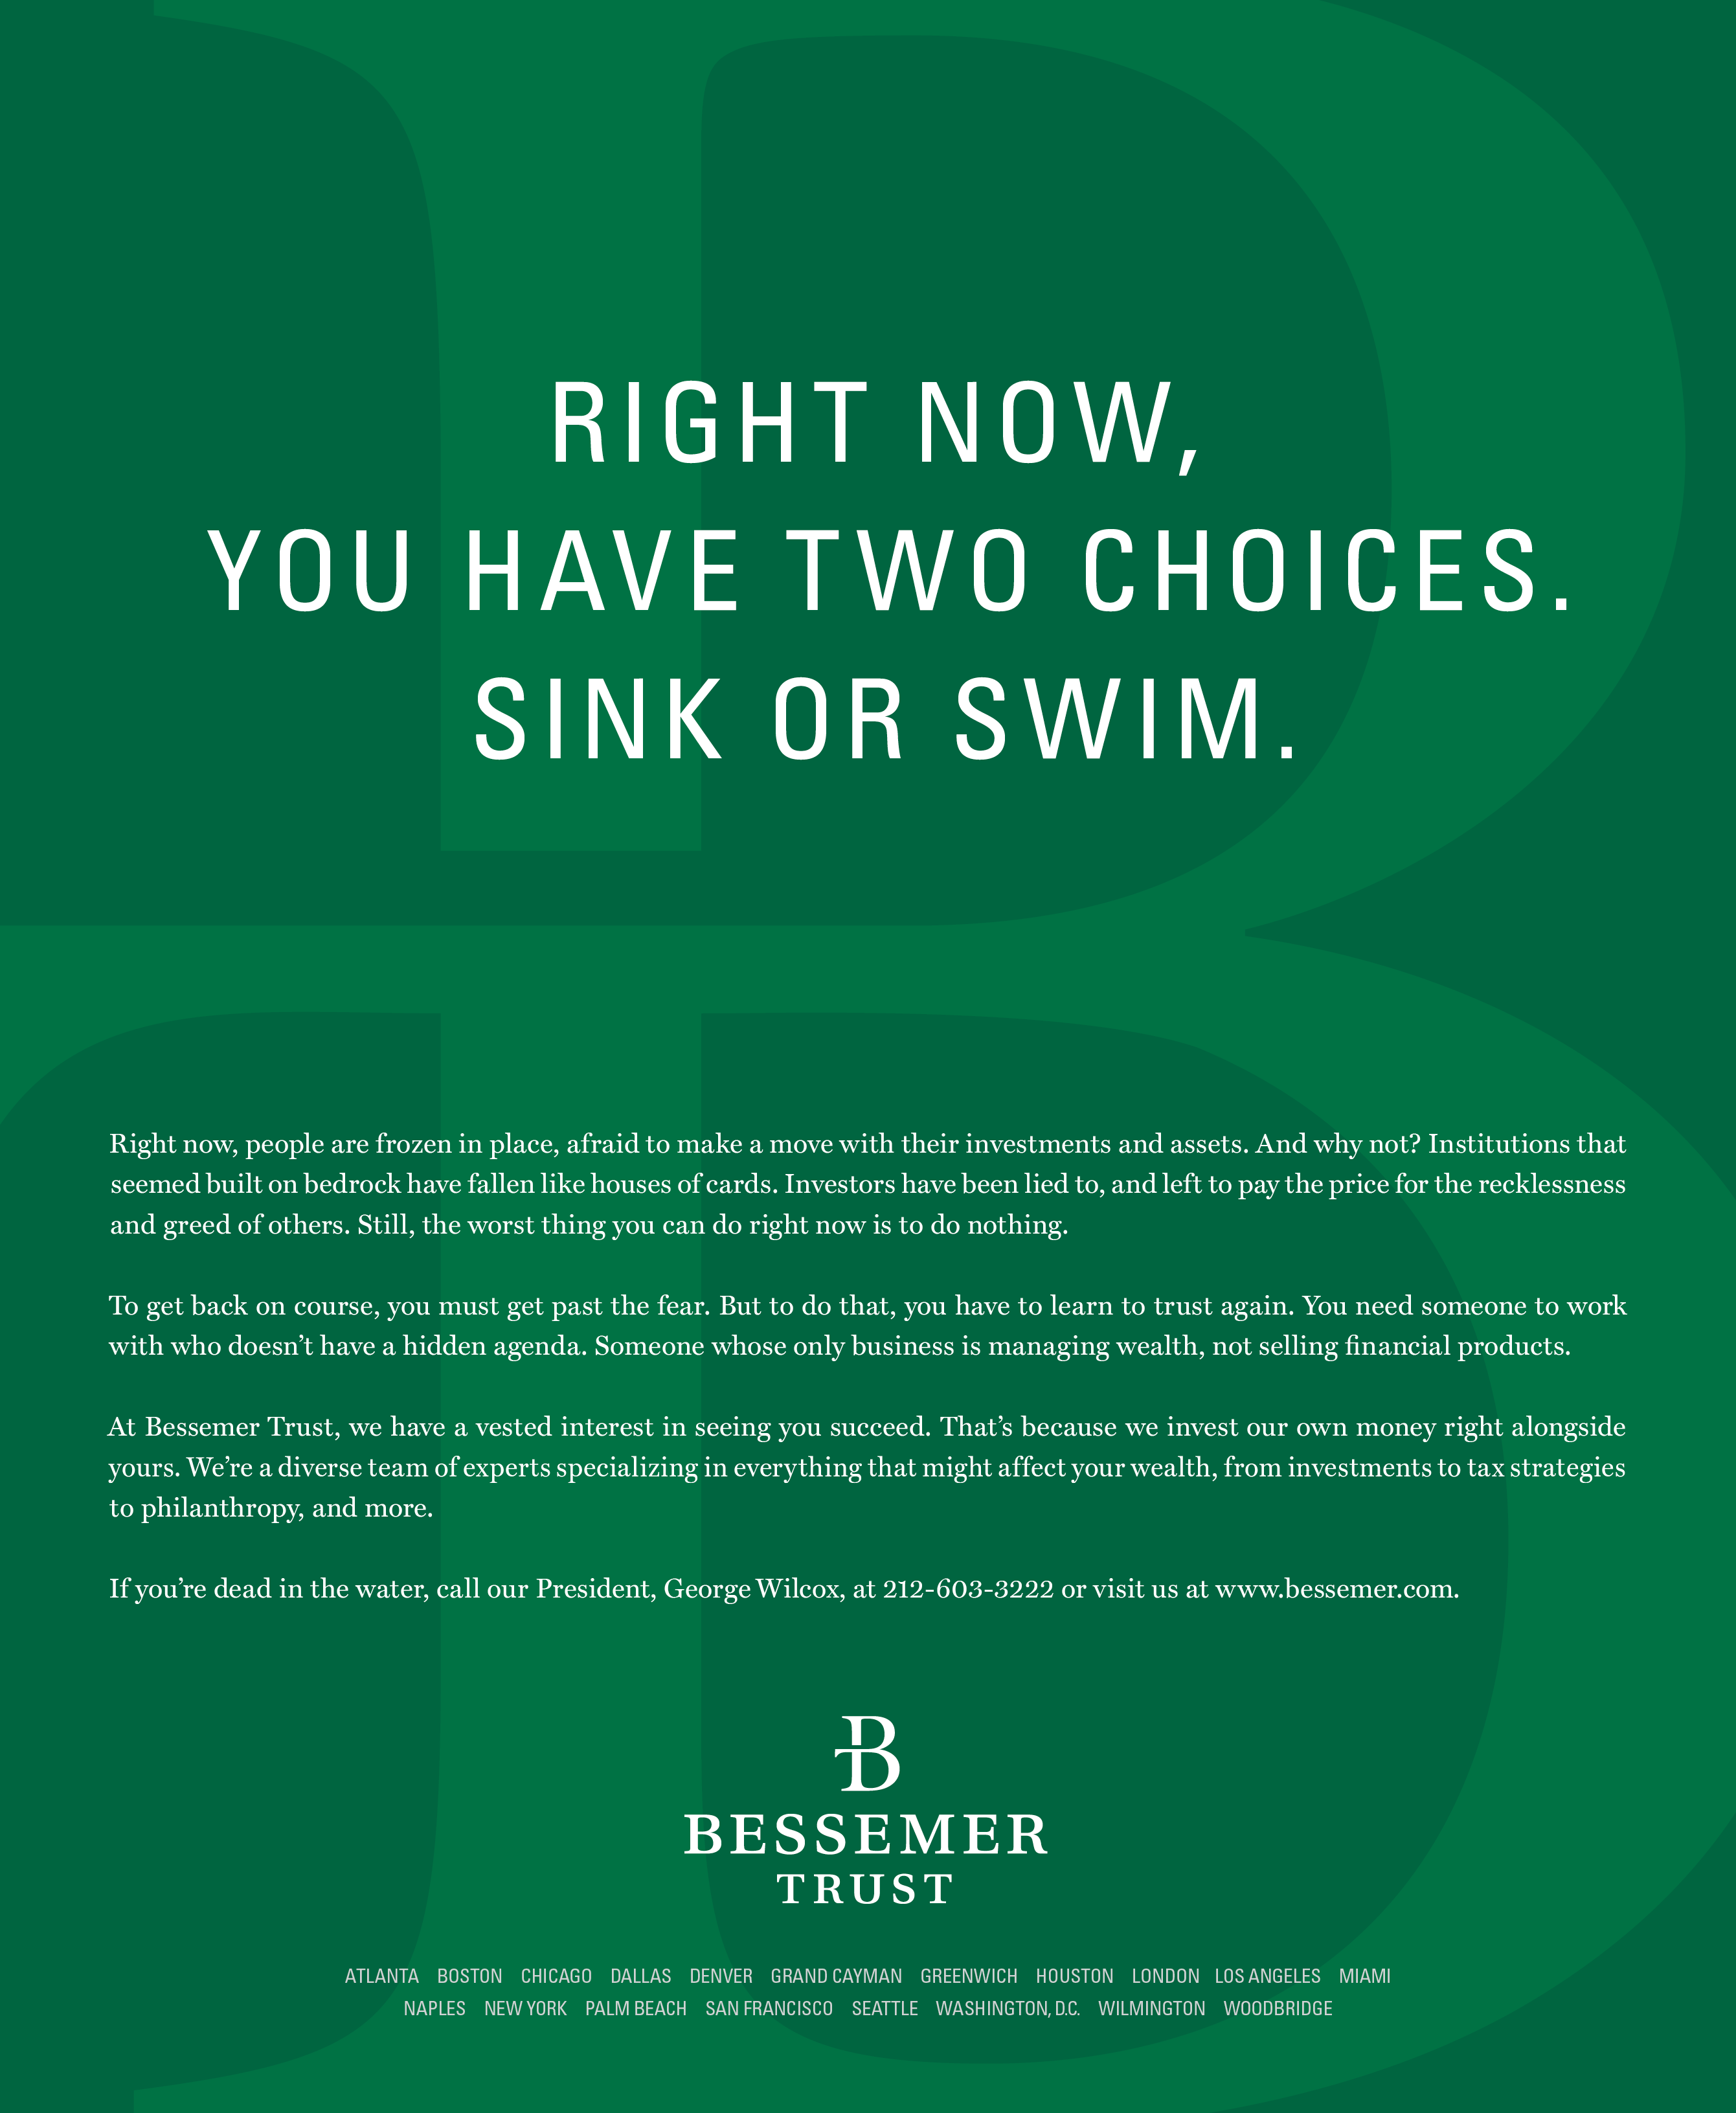 RIGHT NOW,
YOU HAVE TWO CHOICES.
SINK OR SWIM.
Right now, people are frozen in place, afraid to make a move with their investments and assets. And why not? Institutions that
seemed built on bedrock have fallen like houses of cards. Investors have been lied to, and left to pay the price for the recklessness
and greed of others. Still, the worst thing you can do right now is to do nothing.
To get back on course, you must get past the fear. But to do that, you have to learn to trust again. You need someone to work
with who doesn’t have a hidden agenda. Someone whose only business is managing wealth, not selling financial products.
At Bessemer Trust, we have a vested interest in seeing you succeed. That’s because we invest our own money right alongside
yours. We’re a diverse team of experts specializing in everything that might affect your wealth, from investments to tax strategies
to philanthropy, and more.
If you’re dead in the water, call our President, George Wilcox, at 212-603-3222 or visit us at www.bessemer.com.
B
BESSEMER
TRUST
ATLANTA BOSTON CHICAGO DALLAS DENVER GRAND CAYMAN GREENWICH HOUSTON LONDON LOS ANGELES MIAMI
NAPLES NEW YORK PALM BEACH SAN FRANCISCO SEATTLE WASHINGTON, D.C. WILMINGTON WOODBRIDGE